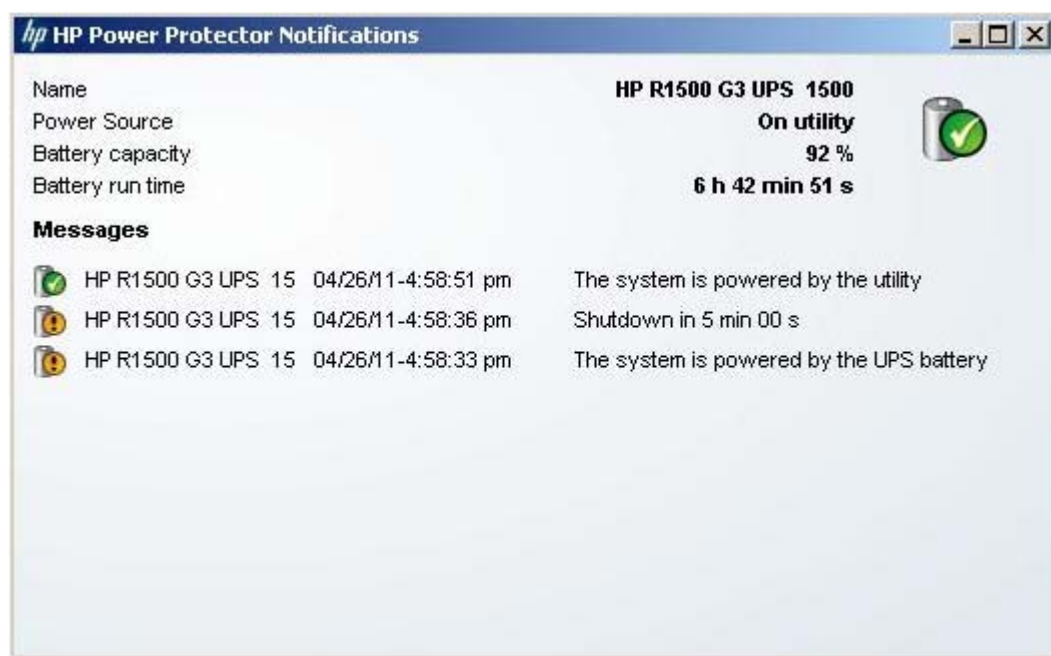 hp HP Power Protector Notifications
Name HP R1500 G3 UPS 1500
Power Source On utility
Battery capacity 92 %
Battery run time 6 h 42 min 51 s
Messages
HP R1500 G3 UPS 15 04/26/11-4:58:51 pm The system is powered by the utility
HP R1500 G3 UPS 15 04/26/11-4:58:36 pm Shutdown in 5 min 00 s
HP R1500 G3 UPS 15 04/26/11-4:58:33 pm The system is powered by the UPS battery